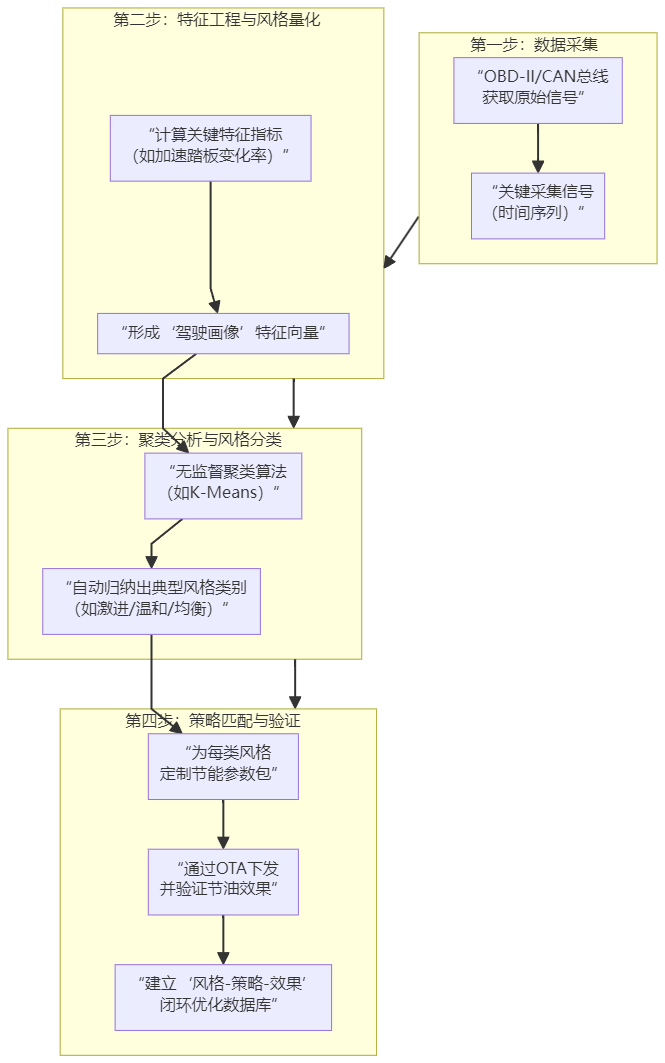 第一步：数据采集
“OBD-II/CAN总线
获取原始信号“
“关键采集信号
（时间序列）“
第二步：特征工程与风格量化
“计算关键特征指标
（如加速踏板变化率）“
“形成‘驾驶画像’特征向量“
第三步：聚类分析与风格分类
“无监督聚类算法
（如K-Means）“
“自动归纳出典型风格类别
（如激进/温和/均衡）“
第四步：策略匹配与验证
“为每类风格
定制节能参数包“
“通过OTA下发
并验证节油效果“
“建立‘风格-策略-效果’
闭环优化数据库“